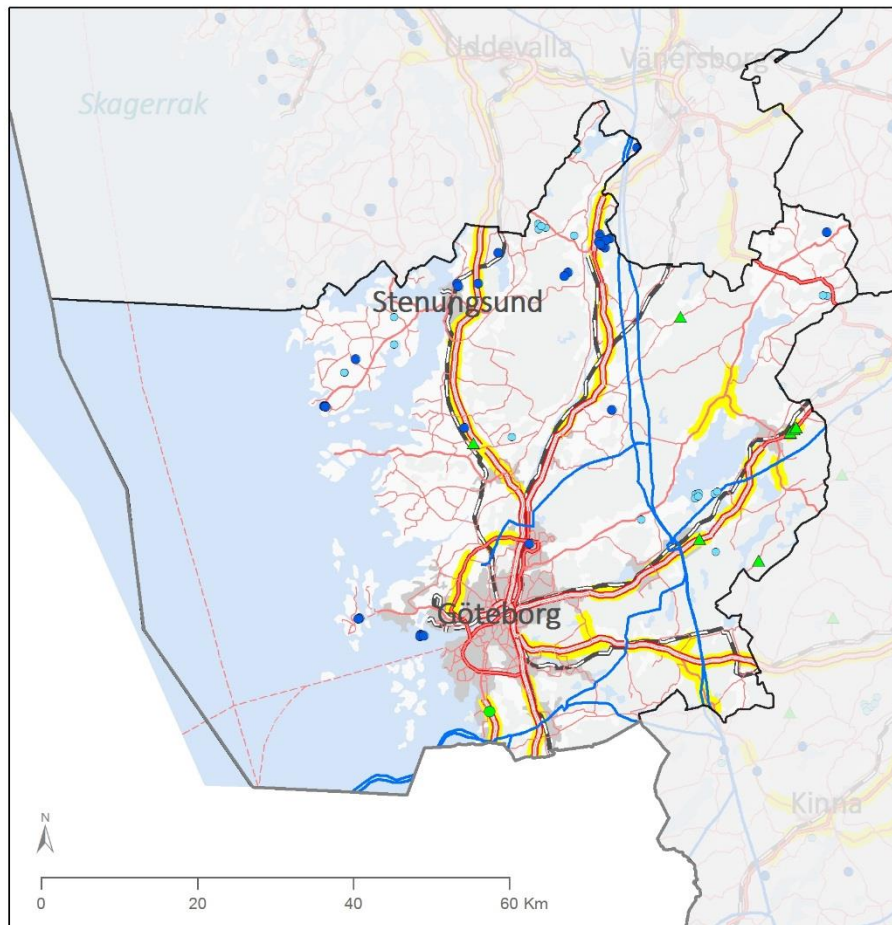 Uddevalla
Vänersborg
Skagerrak
Stenungsund
Göteborg
Kinna
N
0 20 40 60 Km